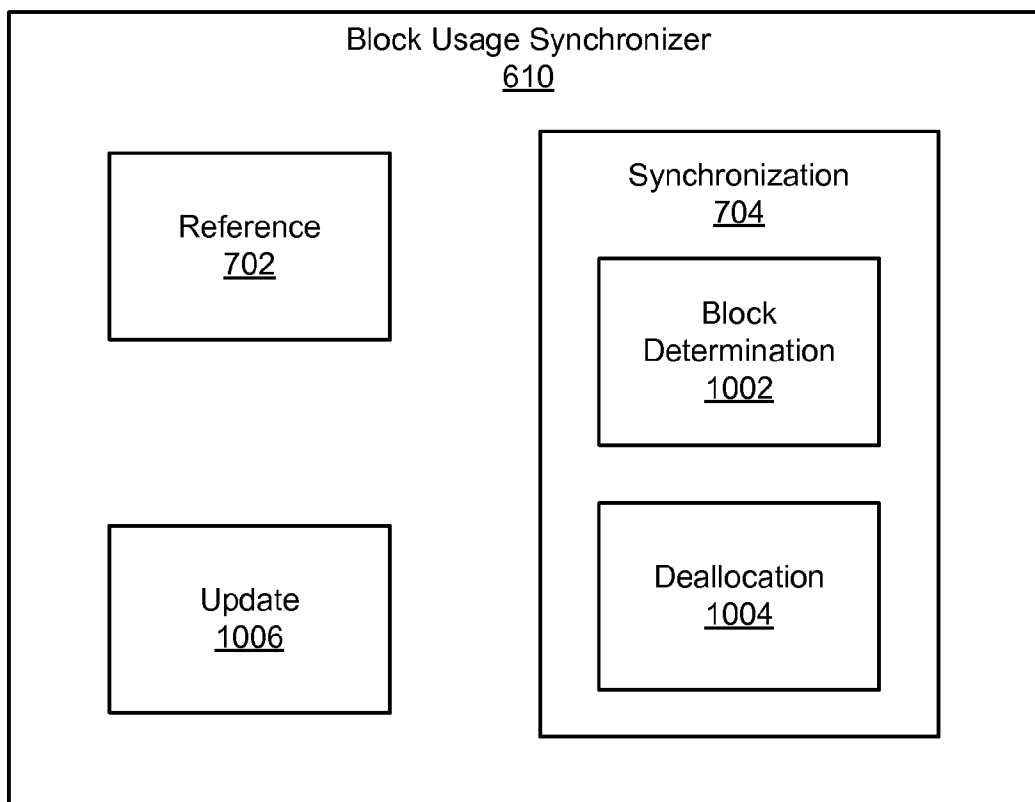 Block Usage Synchronizer
610
Reference
702
Synchronization
704
Block
Determination
1002
Update
1006
Deallocation
1004